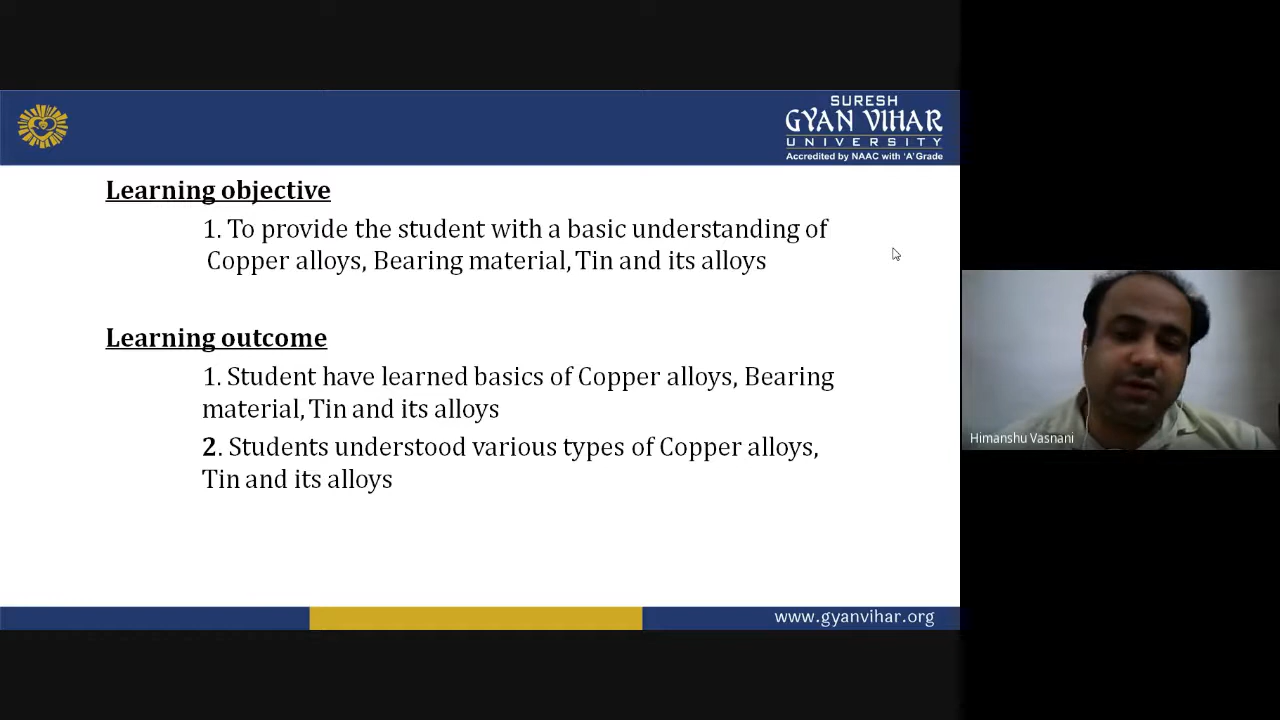 SURESH
GYAN VIHAR
UNIVERSITY
Accredited by NAAC with 'A' Grade
Learning objective
1. To provide the student with a basic understanding of
Copper alloys, Bearing material, Tin and its alloys
Learning outcome
1. Student have learned basics of Copper alloys, Bearing
material, Tin and its alloys
2. Students understood various types of Copper alloys,
Tin and its alloys
Himanshu Vasnani
www.gyanvihar.org